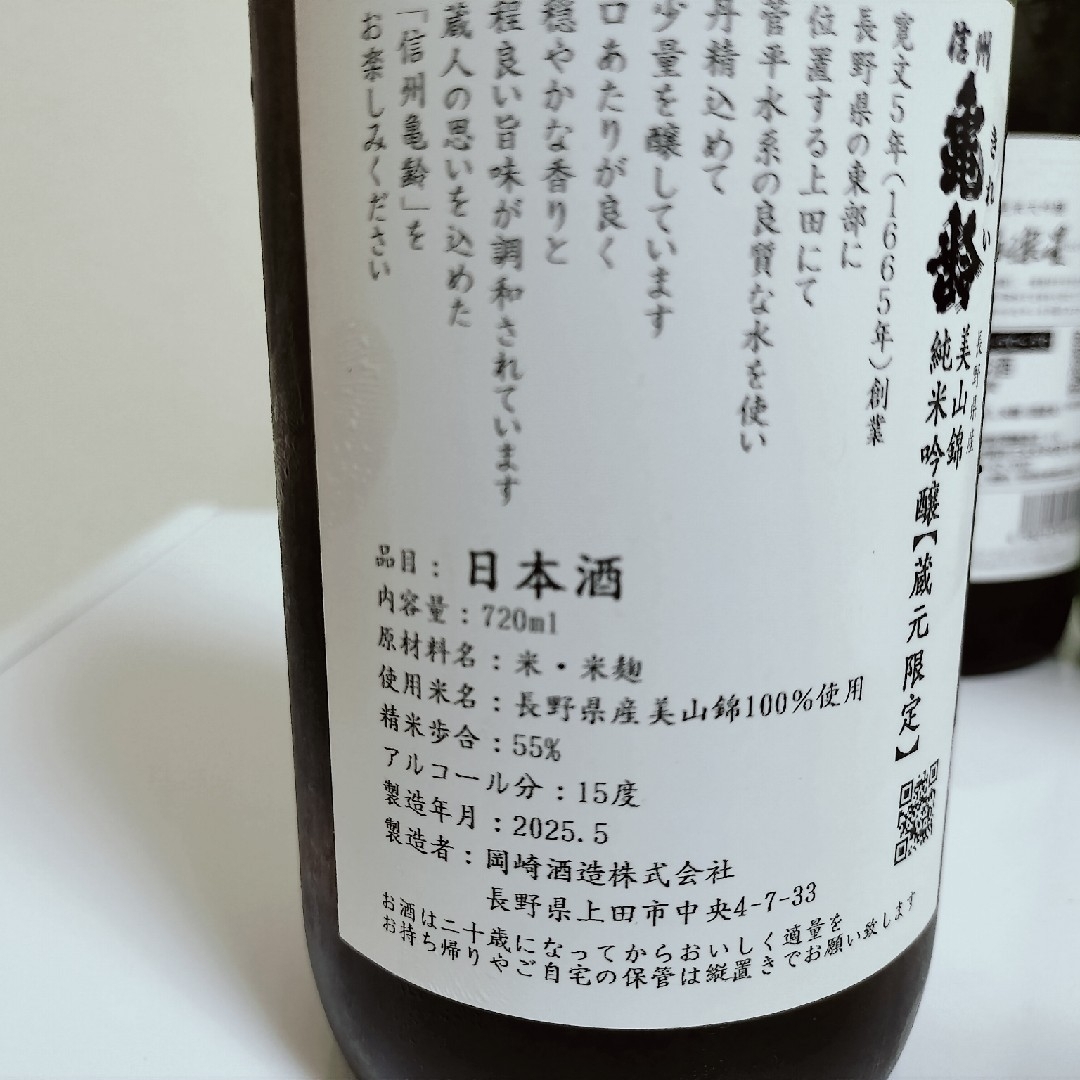 信州
亀齢
きれい
長野県産
美山錦
純米吟醸【蔵元限定】
寛文5年(1665年)創業
長野県の東部に
位置する上田にて
菅平水系の良質な水を使い
丹精込めて
少量を醸しています
口あたりが良く
穏やかな香りと
程良い旨味が調和されています
蔵人の思いを込めた
「信州亀齢」を
お楽しみください
品目：日本酒
内容量：720ml
原材料名：米・米麹
使用米名：長野県産美山錦100%使用
精米歩合：55%
アルコール分：15度
製造年月：2025.5
製造者：岡崎酒造株式会社
長野県上田市中央4-7-33
お酒は二十歳になってからおいしく適量を
お持ち帰りやご自宅の保管は縦置きでお願い致します